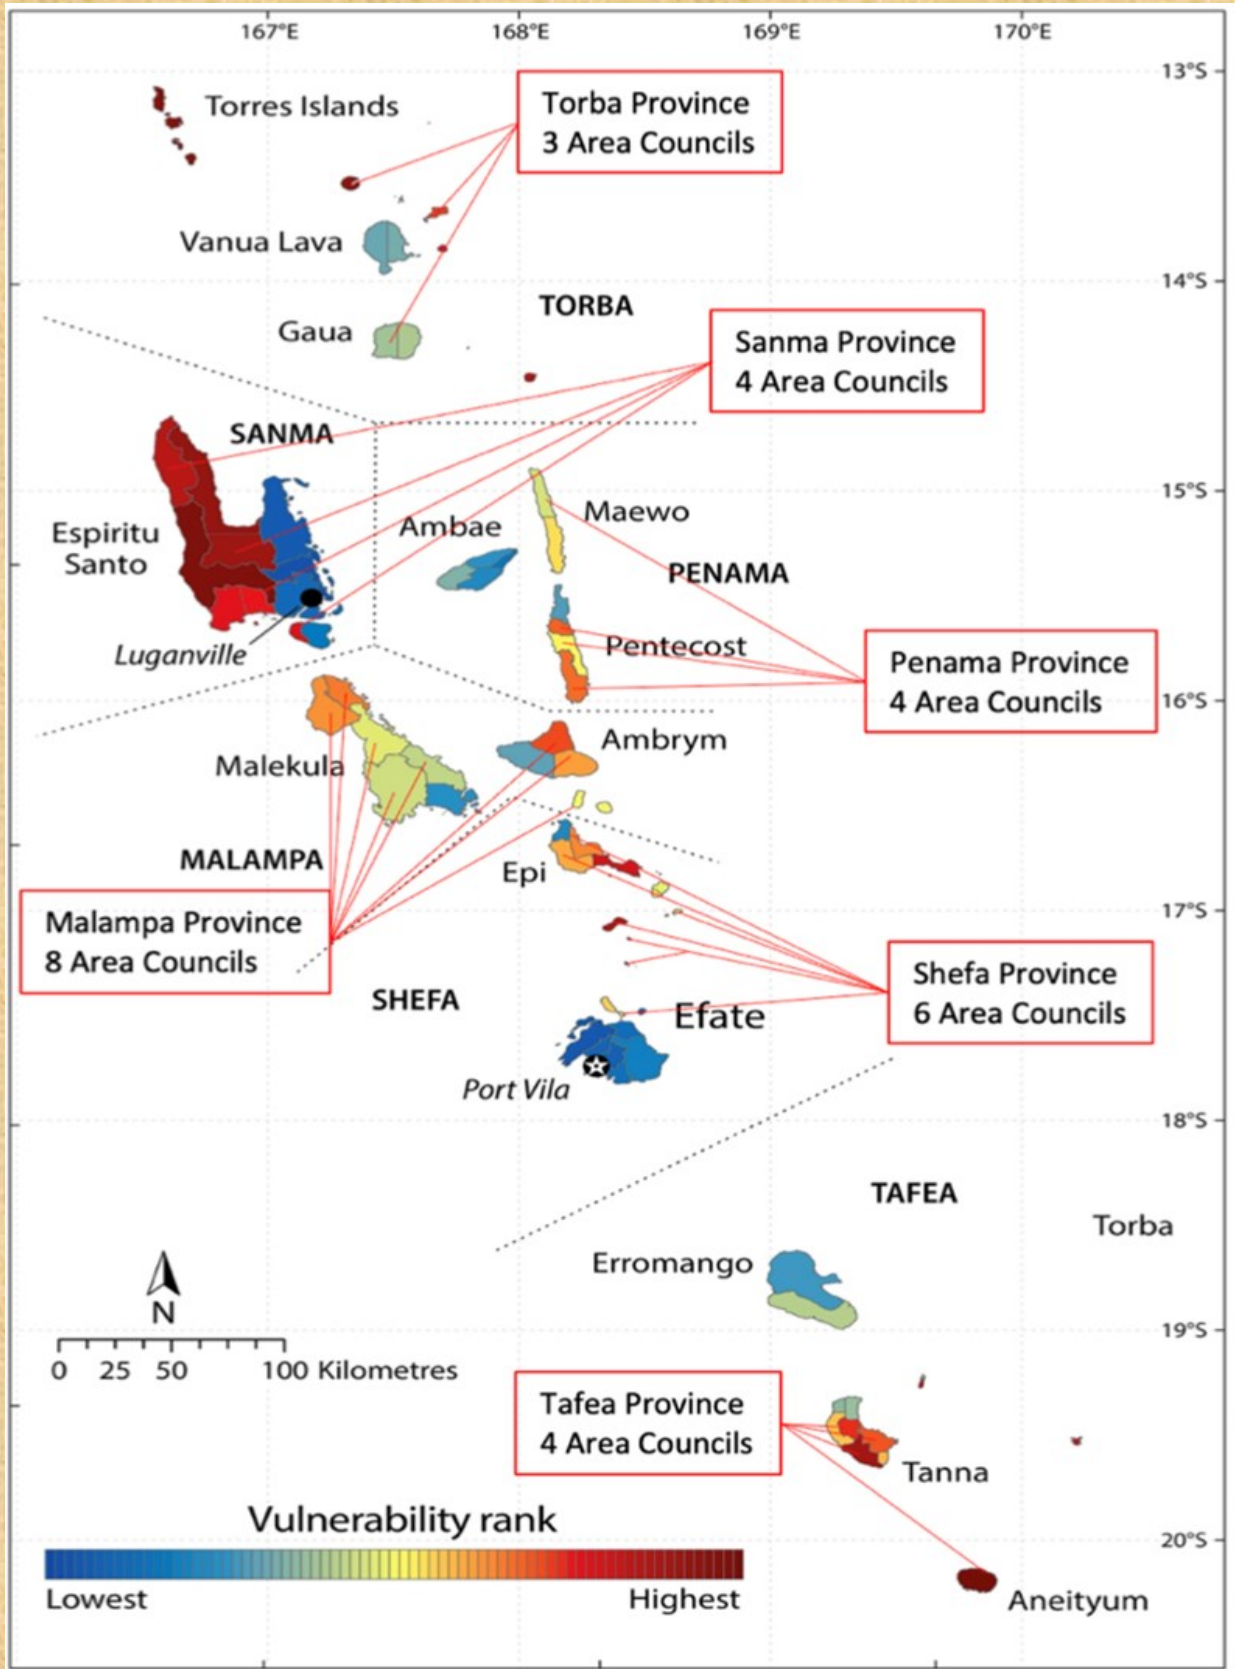 167°E 168°E 169°E 170°E
13°S
Torres Islands
Torba Province
3 Area Councils
Vanua Lava
14°S
TORBA
Gaua
Sanma Province
4 Area Councils
SANMA
15°S
Maewo
Espiritu
Santo
Ambae
PENAMA
Pentecost
Luganville
Penama Province
4 Area Councils
16°S
Ambrym
Malekula
MALAMPA
Epi
Malampa Province
8 Area Councils
17°S
SHEFA
Shefa Province
6 Area Councils
Efate
Port Vila
18°S
TAFEA
Torba
Erromango
N
19°S
0 25 50 100 Kilometres
Tafea Province
4 Area Councils
Tanna
Vulnerability rank
20°S
Lowest Highest
Aneityum